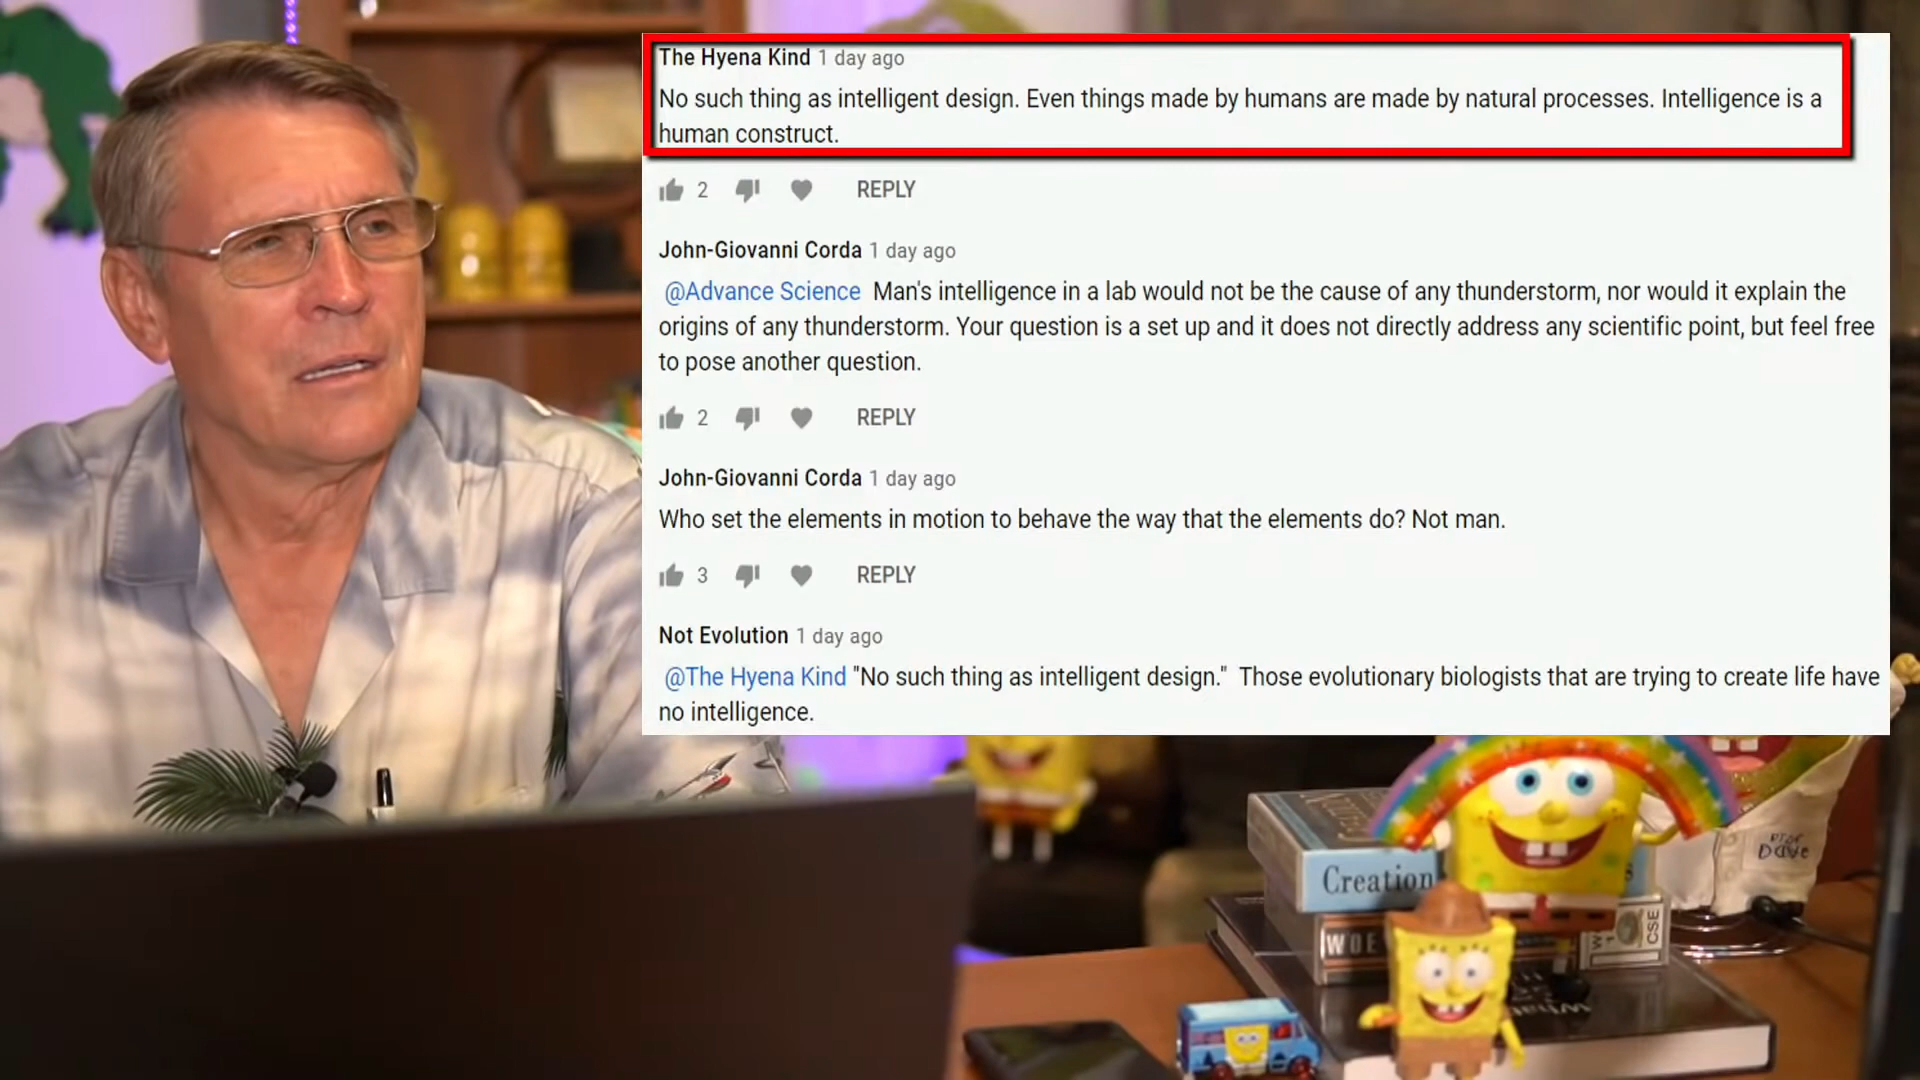 The Hyena Kind 1 day ago
No such thing as intelligent design. Even things made by humans are made by natural processes. Intelligence is a
human construct.
2 REPLY
John-Giovanni Corda 1 day ago
@Advance Science Man's intelligence in a lab would not be the cause of any thunderstorm, nor would it explain the
origins of any thunderstorm. Your question is a set up and it does not directly address any scientific point, but feel free
to pose another question.
2 REPLY
John-Giovanni Corda 1 day ago
Who set the elements in motion to behave the way that the elements do? Not man.
3 REPLY
Not Evolution 1 day ago
@The Hyena Kind "No such thing as intelligent design." Those evolutionary biologists that are trying to create life have
no intelligence.
Dave
Creation
CSE